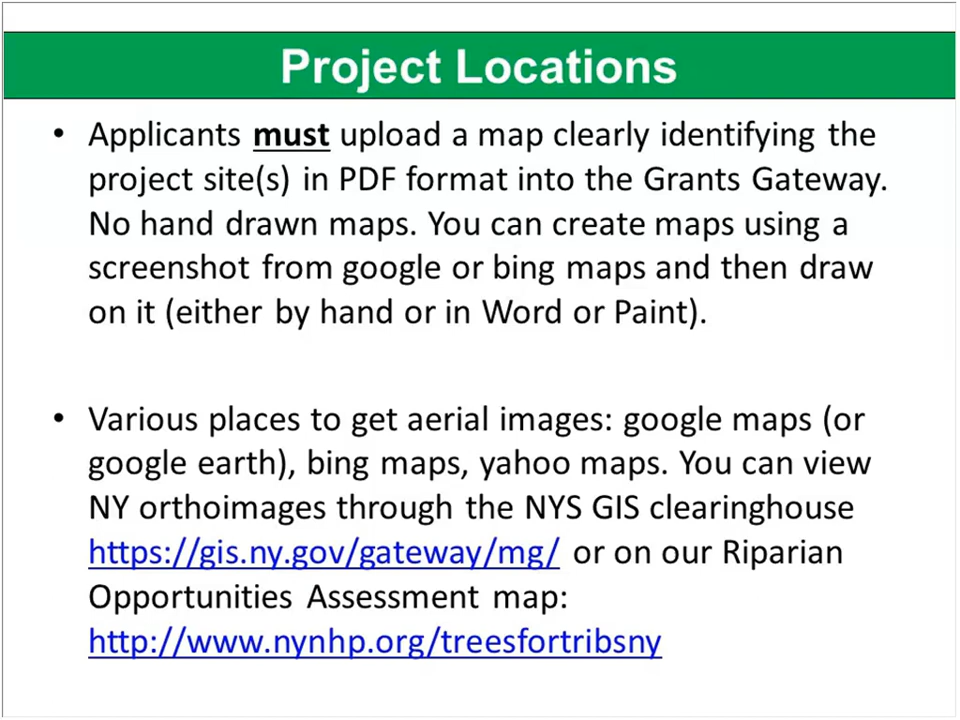 Project Locations
• Applicants must upload a map clearly identifying the
project site(s) in PDF format into the Grants Gateway.
No hand drawn maps. You can create maps using a
screenshot from google or bing maps and then draw
on it (either by hand or in Word or Paint).
• Various places to get aerial images: google maps (or
google earth), bing maps, yahoo maps. You can view
NY orthoimages through the NYS GIS clearinghouse
https://gis.ny.gov/gateway/mg/ or on our Riparian
Opportunities Assessment map:
http://www.nynhp.org/treesfortribsny